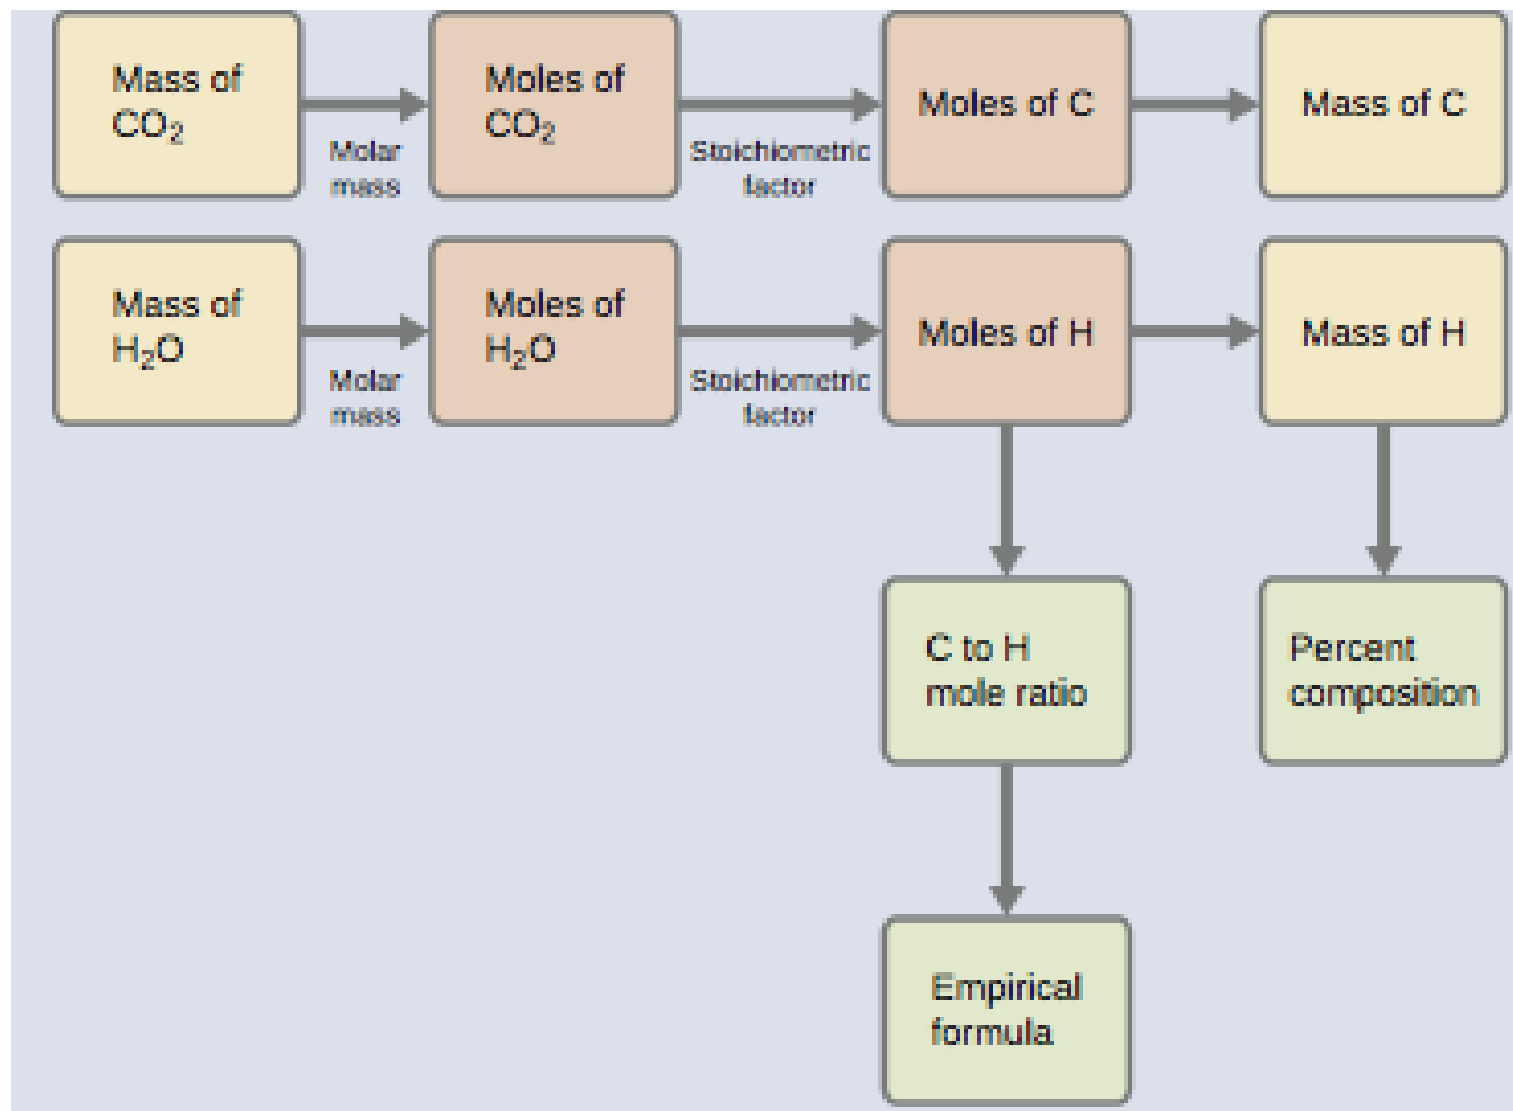 Mass of
CO₂
Molar
mass
Moles of
CO₂
Stoichiometric
factor
Moles of C
Mass of C
Mass of
H₂O
Molar
mass
Moles of
H₂O
Stoichiometric
factor
Moles of H
Mass of H
C to H
mole ratio
Percent
composition
Empirical
formula